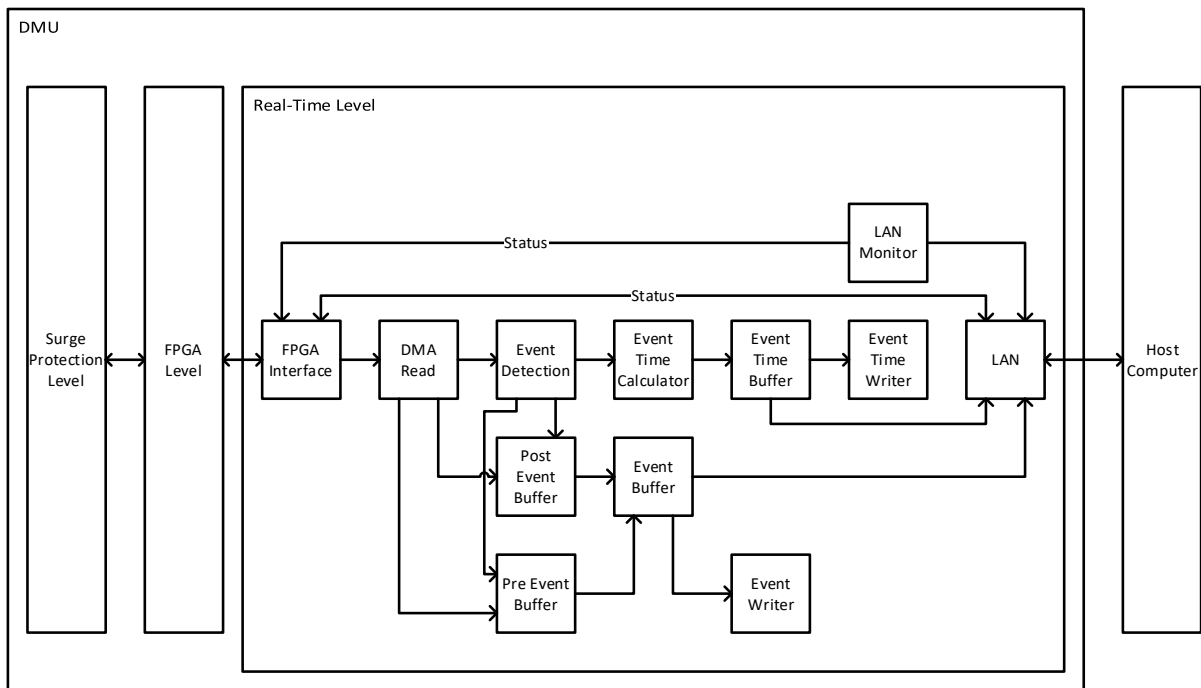 DMU
Real-Time Level
LAN
Monitor
Status
Status
Surge
Protection
Level
FPGA
Level
FPGA
Interface
DMA
Read
Event
Detection
Event
Time
Calculator
Event
Time
Buffer
Event
Time
Writer
LAN
Host
Computer
Post
Event
Buffer
Event
Buffer
Pre Event
Buffer
Event
Writer